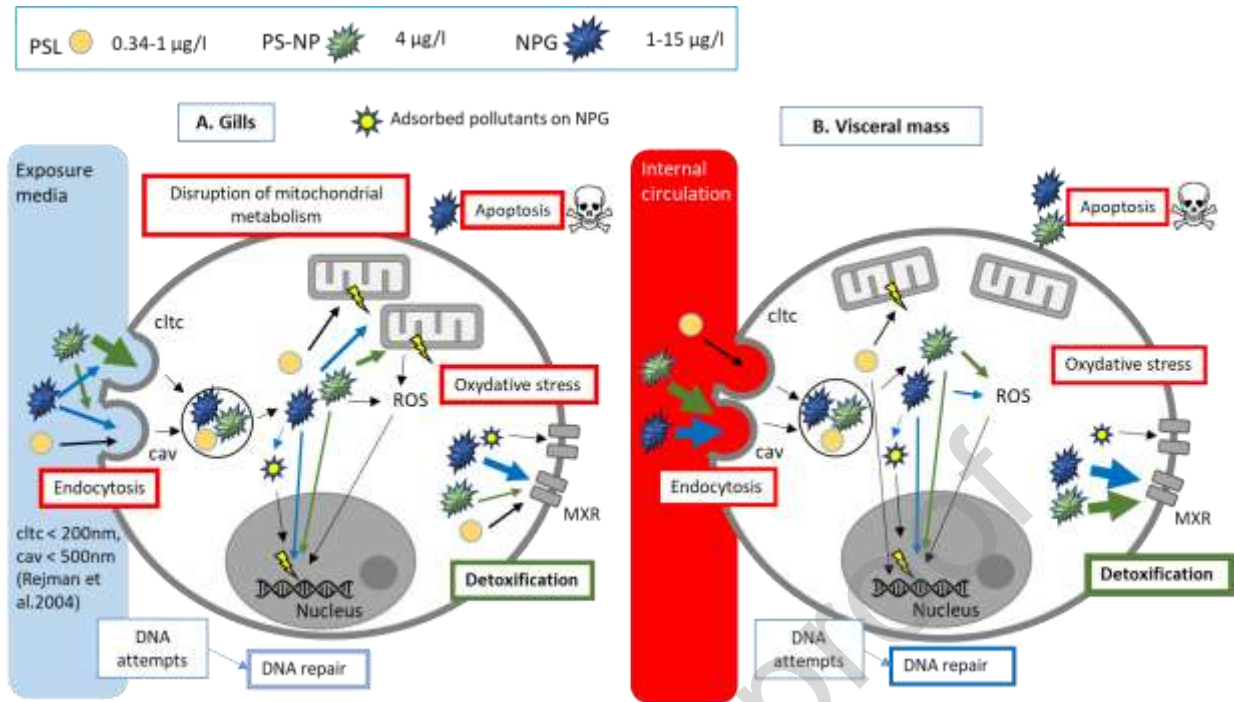 PSL 0.34-1 µg/l PS-NP 4 µg/l NPG 1-15 µg/l
A. Gills
Adsorbed pollutants on NPG
B. Visceral mass
Exposure
media
Disruption of mitochondrial
metabolism
Apoptosis
cltc
cav
ROS
Oxydative stress
MXR
Endocytosis
cltc < 200nm,
cav < 500nm
(Rejman et
al.2004)
Detoxification
Nucleus
DNA
attempts
DNA repair
Internal
circulation
Apoptosis
cltc
cav
ROS
Oxydative stress
MXR
Endocytosis
Detoxification
Nucleus
DNA
attempts
DNA repair
proof